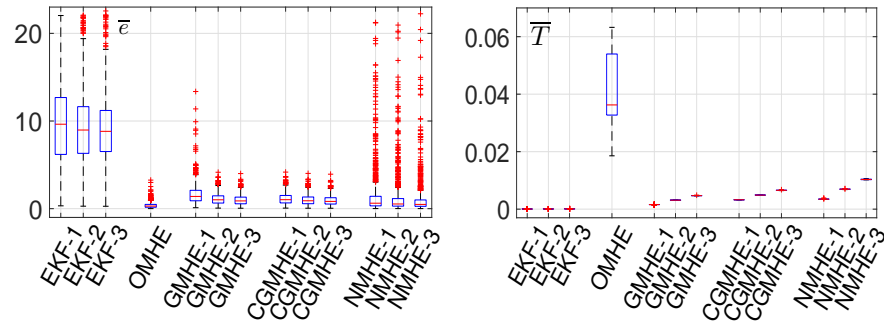 20
10
0
e
EKF-1
EKF-2
EKF-3
OMHE
GMHE-1
GMHE-2
GMHE-3
CGMHE-1
CGMHE-2
CGMHE-3
NMHE-1
NMHE-2
NMHE-3
0.06
0.04
0.02
0
T
EKF-1
EKF-2
EKF-3
OMHE
GMHE-1
GMHE-2
GMHE-3
CGMHE-1
CGMHE-2
CGMHE-3
NMHE-1
NMHE-2
NMHE-3